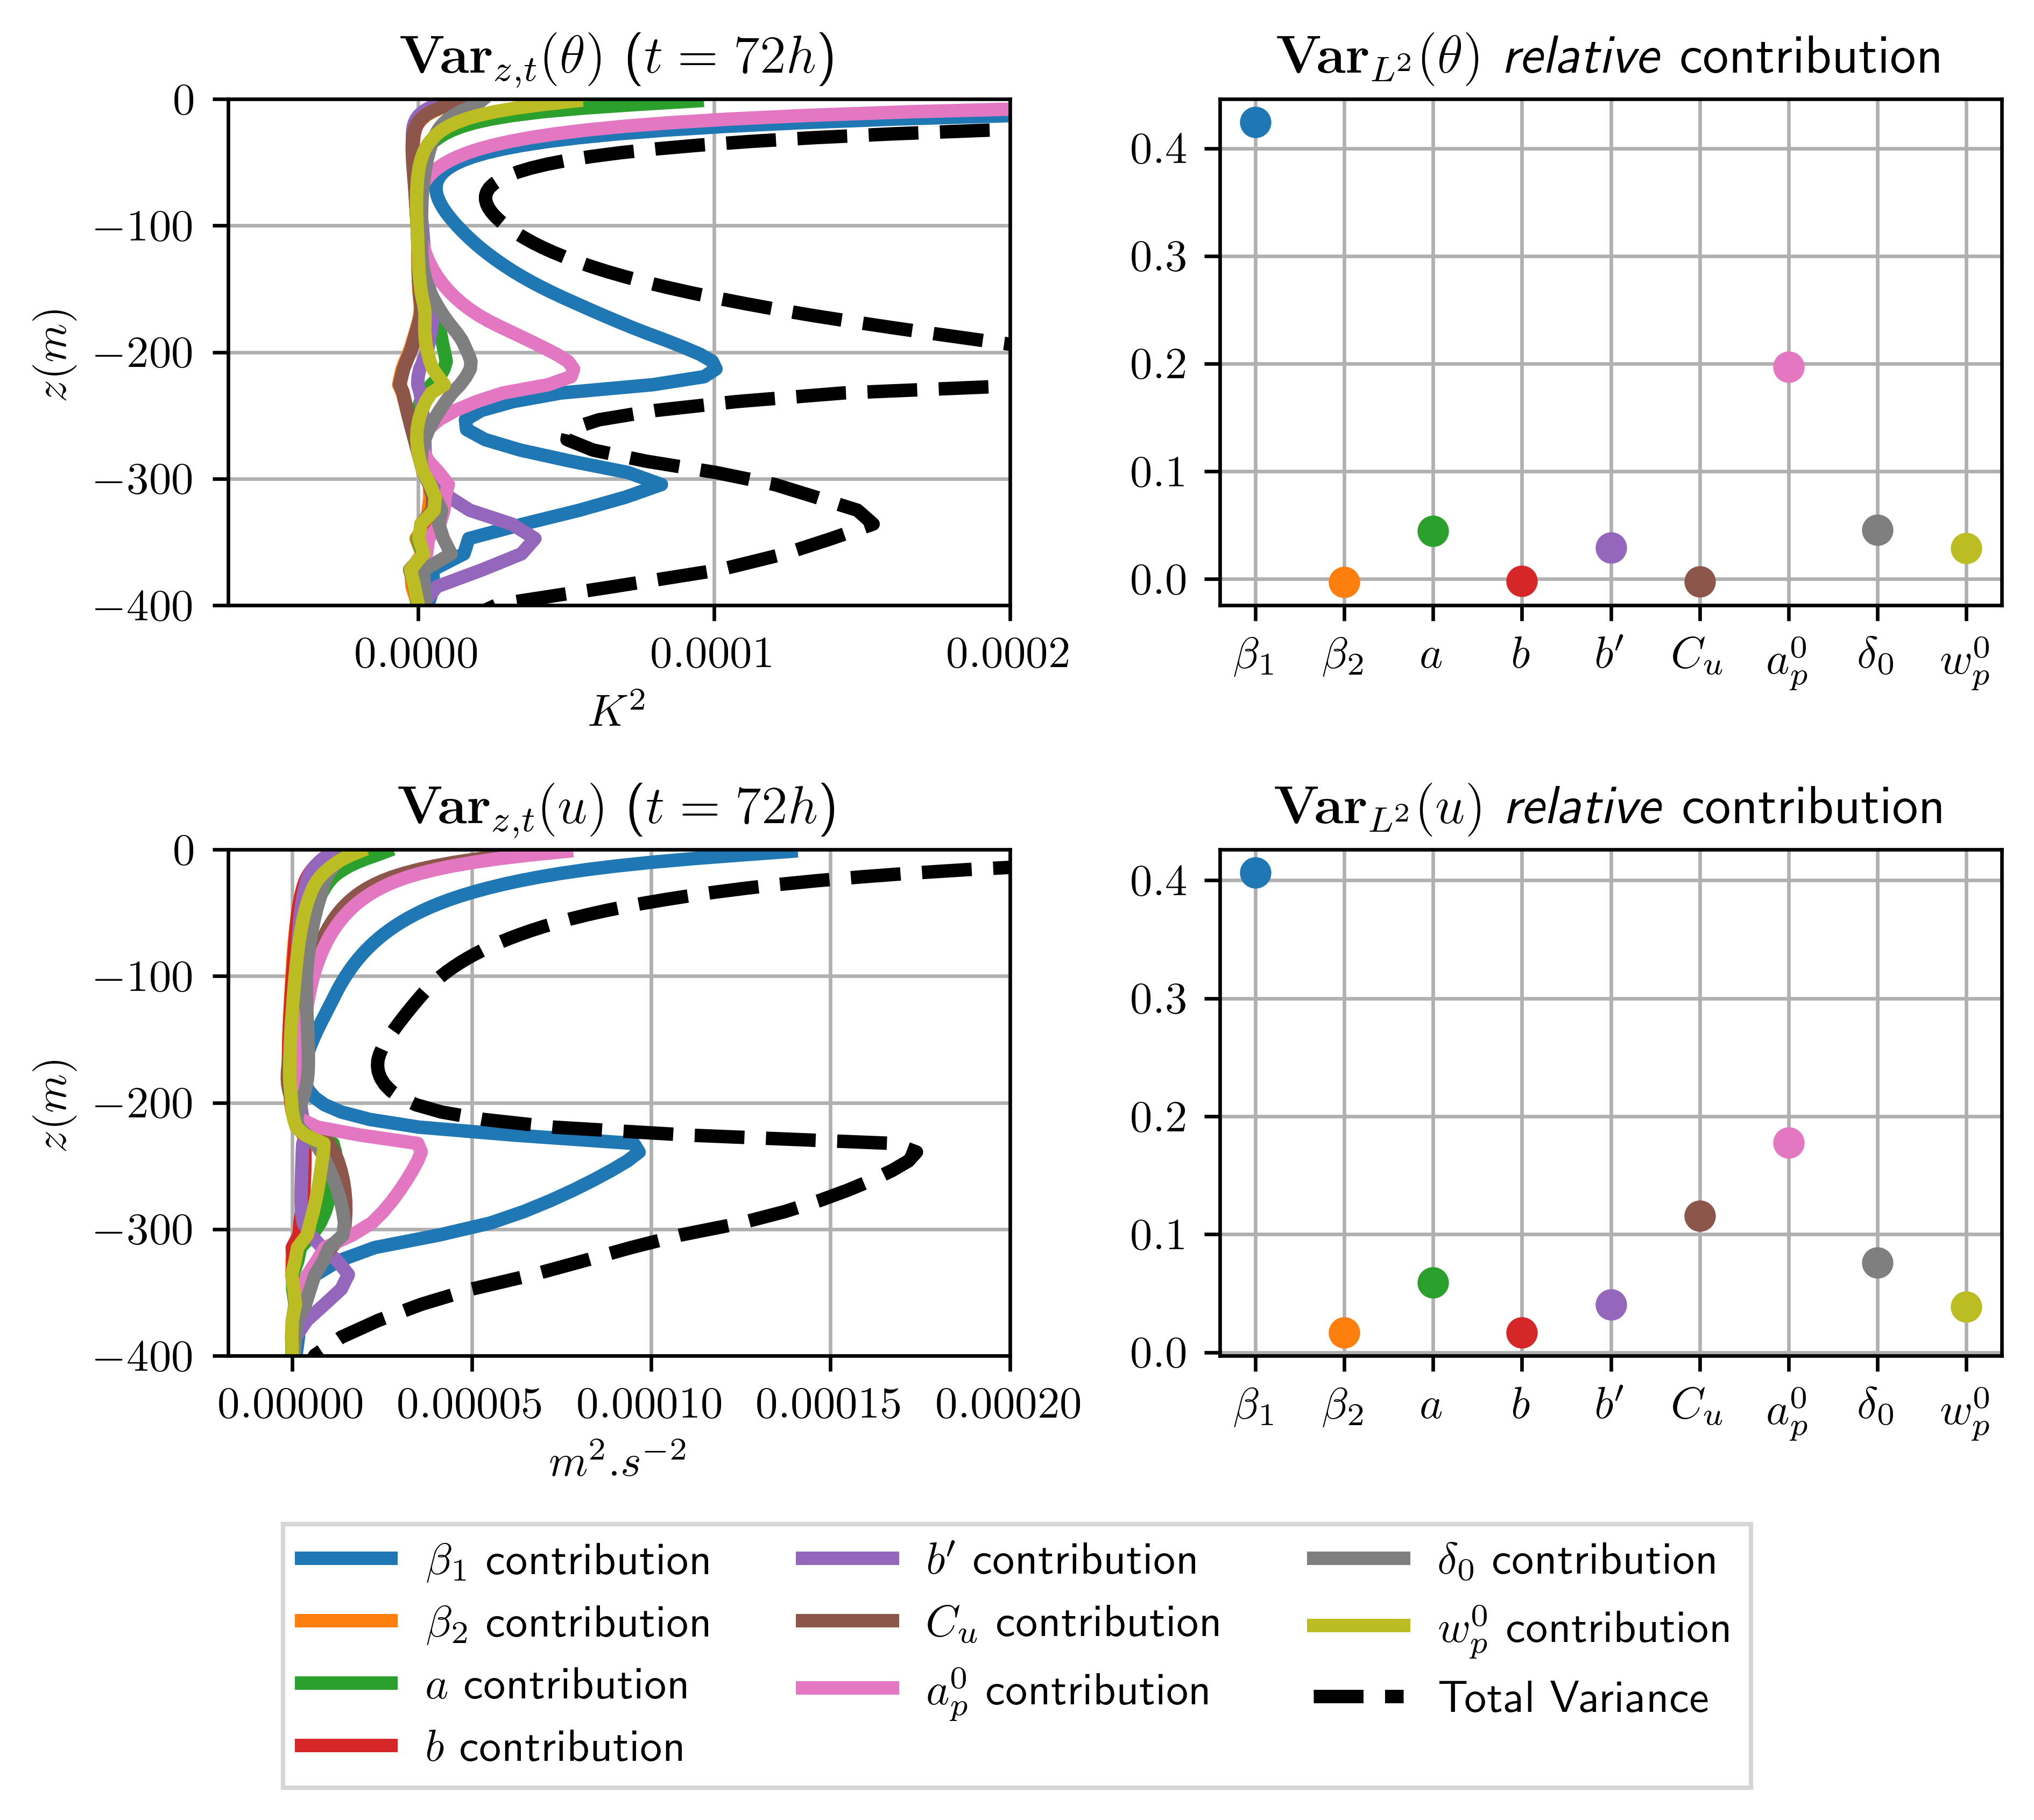 Var_{z,t}(θ) (t = 72h)
0
−100
−200
−300
−400
z(m)
0.0000 0.0001 0.0002
K²
Var_{L²}(θ) relative contribution
0.4
0.3
0.2
0.1
0.0
β₁ β₂ a b b′ C_u a_p^0 δ₀ w_p^0
Var_{z,t}(u) (t = 72h)
0
−100
−200
−300
−400
z(m)
0.00000 0.00005 0.00010 0.00015 0.00020
m².s⁻²
Var_{L²}(u) relative contribution
0.4
0.3
0.2
0.1
0.0
β₁ β₂ a b b′ C_u a_p^0 δ₀ w_p^0
β₁ contribution
β₂ contribution
a contribution
b contribution
b′ contribution
C_u contribution
a_p^0 contribution
δ₀ contribution
w_p^0 contribution
Total Variance